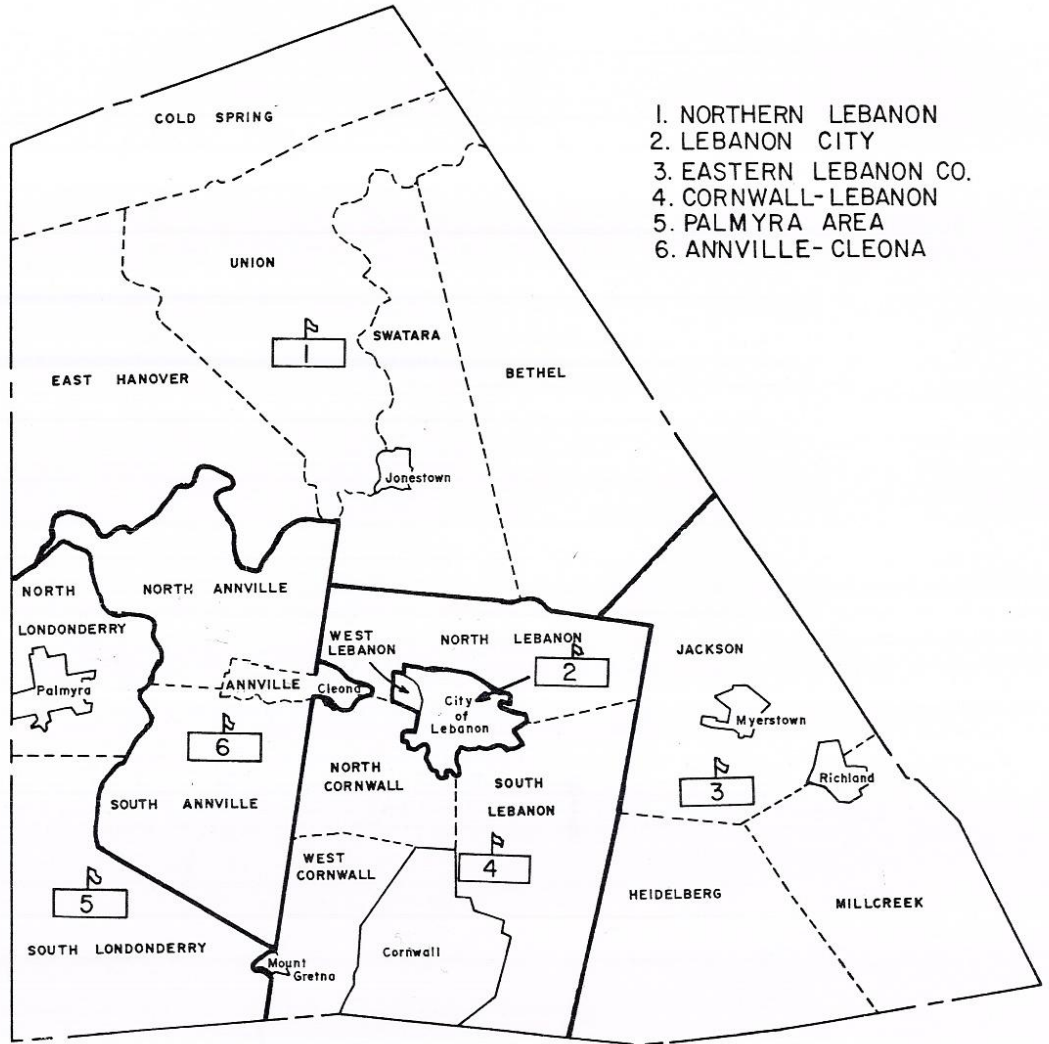 COLD SPRING
1. NORTHERN LEBANON
2. LEBANON CITY
3. EASTERN LEBANON CO.
4. CORNWALL-LEBANON
5. PALMYRA AREA
6. ANNVILLE-CLEONA
UNION
1
SWATARA
EAST HANOVER
BETHEL
Jonestown
NORTH
LONDONDERRY
NORTH ANNVILLE
WEST
LEBANON
NORTH LEBANON
2
JACKSON
Palmyra
ANNVILLE
Cleona
City
of
Lebanon
Myerstown
6
NORTH
CORNWALL
SOUTH
LEBANON
3
Richland
SOUTH ANNVILLE
WEST
CORNWALL
4
5
HEIDELBERG
MILLCREEK
SOUTH LONDONDERRY
Mount
Gretna
Cornwall